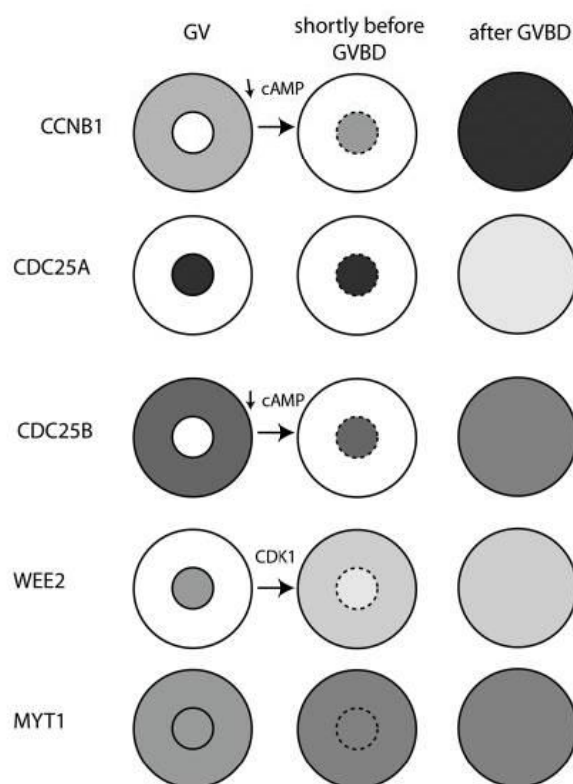 GV
shortly before
GVBD
after GVBD
CCNB1
↓ cAMP
CDC25A
CDC25B
↓ cAMP
WEE2
CDK1
MYT1